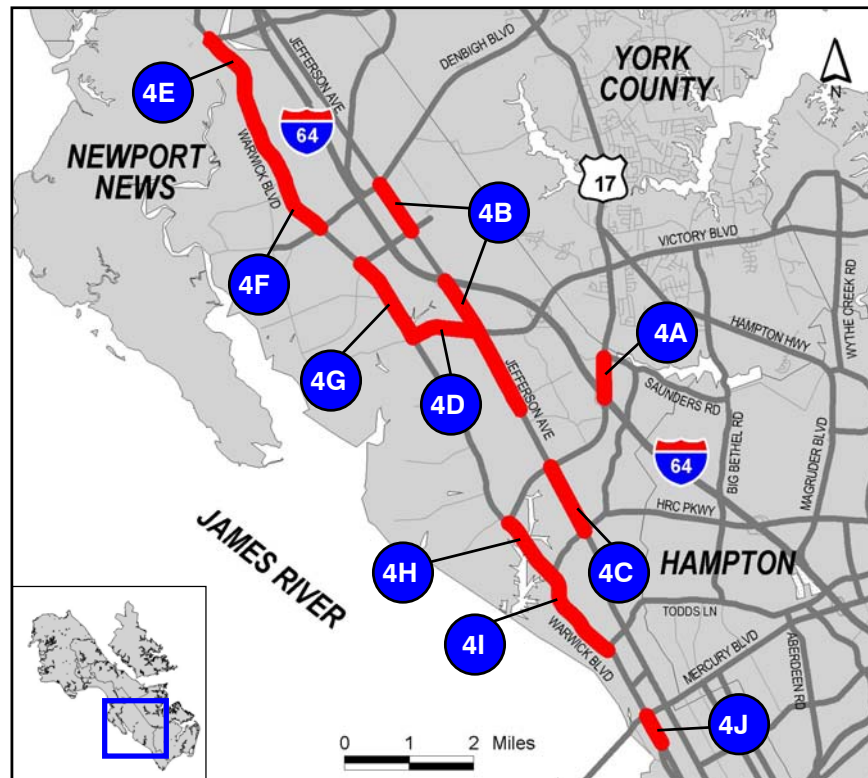 JEFFERSON AVE
DENBIGH BLVD
YORK
COUNTY
N
4E
64
NEWPORT
NEWS
WARWICK BLVD
17
4B
4F
VICTORY BLVD
WYTHE CREEK RD
HAMPTON HWY
4A
4G
4D
JEFFERSON AVE
SAUNDERS RD
BIG BETHEL RD
MAGRUDER BLVD
64
HRC PKWY
JAMES RIVER
4H
4C
HAMPTON
TODDS LN
4I
WARWICK BLVD
MERCURY BLVD
ABERDEEN RD
4J
0 1 2 Miles